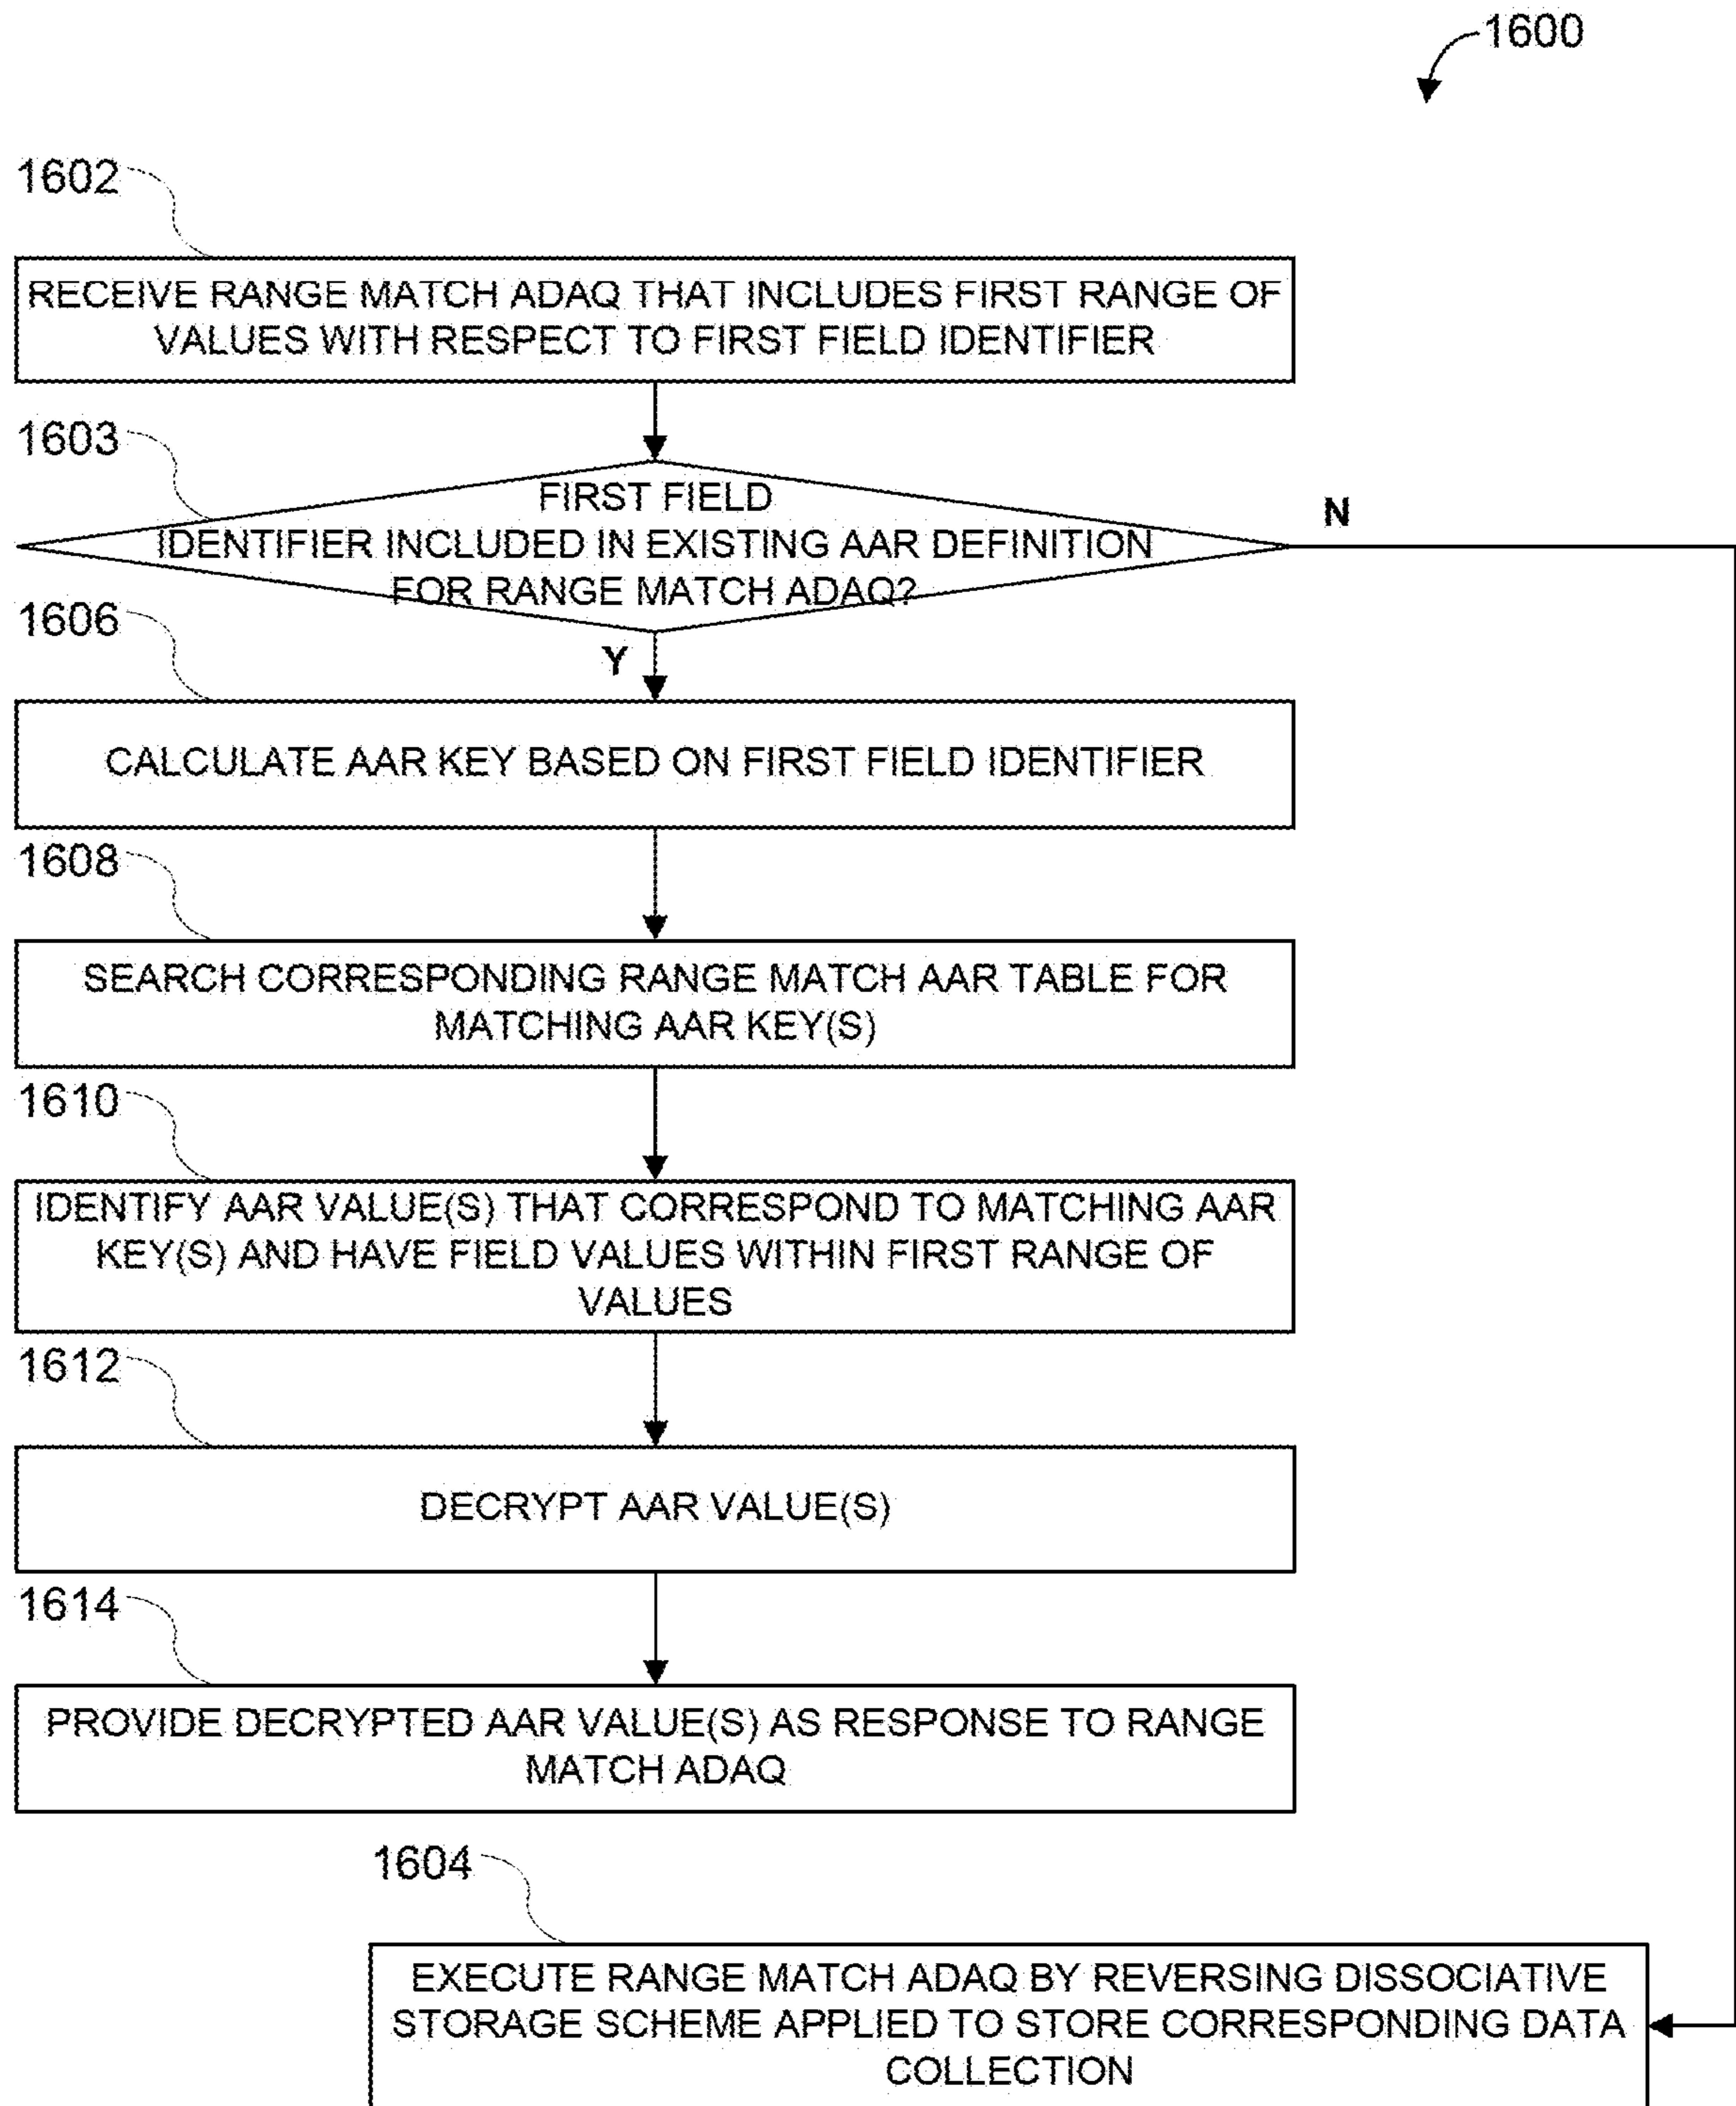 1600
1602
RECEIVE RANGE MATCH ADAQ THAT INCLUDES FIRST RANGE OF
VALUES WITH RESPECT TO FIRST FIELD IDENTIFIER
1603
FIRST FIELD
IDENTIFIER INCLUDED IN EXISTING AAR DEFINITION
FOR RANGE MATCH ADAQ?
N
Y
1606
CALCULATE AAR KEY BASED ON FIRST FIELD IDENTIFIER
1608
SEARCH CORRESPONDING RANGE MATCH AAR TABLE FOR
MATCHING AAR KEY(S)
1610
IDENTIFY AAR VALUE(S) THAT CORRESPOND TO MATCHING AAR
KEY(S) AND HAVE FIELD VALUES WITHIN FIRST RANGE OF
VALUES
1612
DECRYPT AAR VALUE(S)
1614
PROVIDE DECRYPTED AAR VALUE(S) AS RESPONSE TO RANGE
MATCH ADAQ
1604
EXECUTE RANGE MATCH ADAQ BY REVERSING DISSOCIATIVE
STORAGE SCHEME APPLIED TO STORE CORRESPONDING DATA
COLLECTION